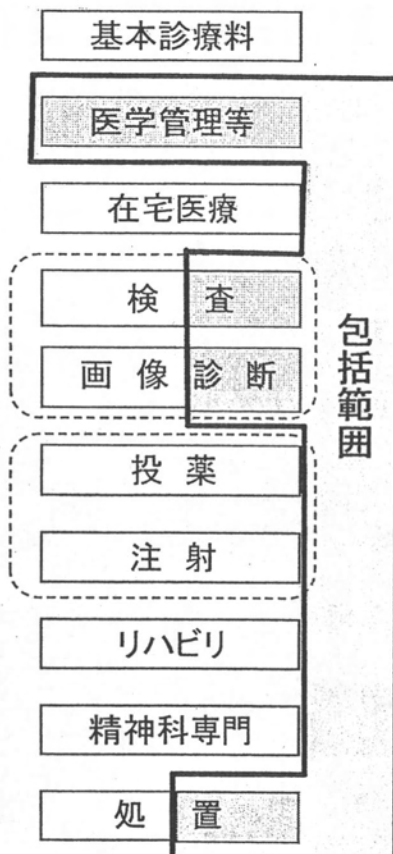 基本診療料
医学管理等
在宅医療
検査
画像診断
投薬
注射
リハビリ
精神科専門
処置
包括範囲